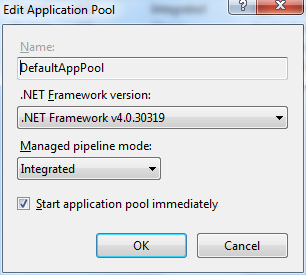 Edit Application Pool
Name:
DefaultAppPool
.NET Framework version:
.NET Framework v4.0.30319
Managed pipeline mode:
Integrated
Start application pool immediately
OK
Cancel